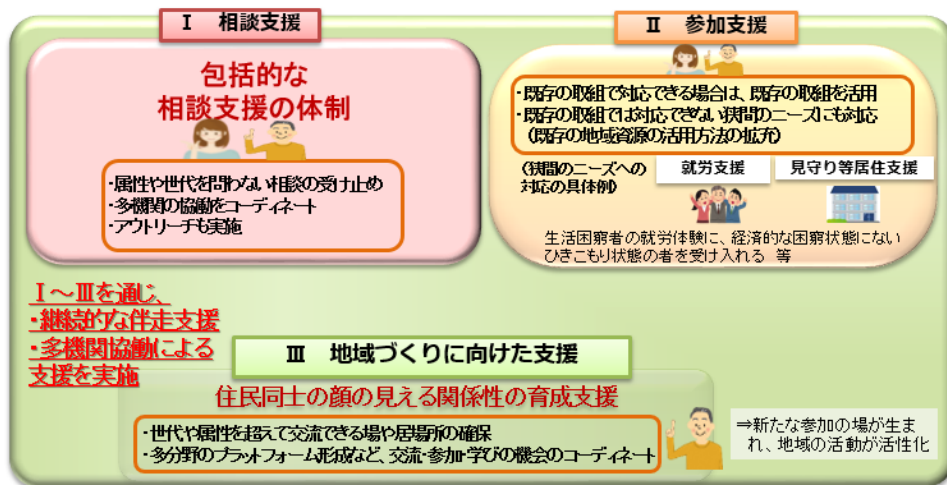 Ⅰ　相談支援
包括的な
相談支援の体制
・属性や世代を問わない相談の受け止め
・多機関の協働をコーディネート
・アウトリーチも実施
Ⅱ　参加支援
・既存の取組で対応できる場合は、既存の取組を活用
・既存の取組では対応できない狭間のニーズにも対応
（既存の地域資源の活用方法の拡充）
（狭間のニーズへの
対応の具体例）
就労支援
見守り等居住支援
生活困窮者の就労体験に、経済的な困窮状態にない
ひきこもり状態の者を受け入れる　等
Ⅰ～Ⅲを通じ、
・継続的な伴走支援
・多機関協働による
支援を実施
Ⅲ　地域づくりに向けた支援
住民同士の顔の見える関係性の育成支援
・世代や属性を超えて交流できる場や居場所の確保
・多分野のプラットフォーム形成など、交流・参加・学びの機会のコーディネート
⇒新たな参加の場が生ま
れ、地域の活動が活性化